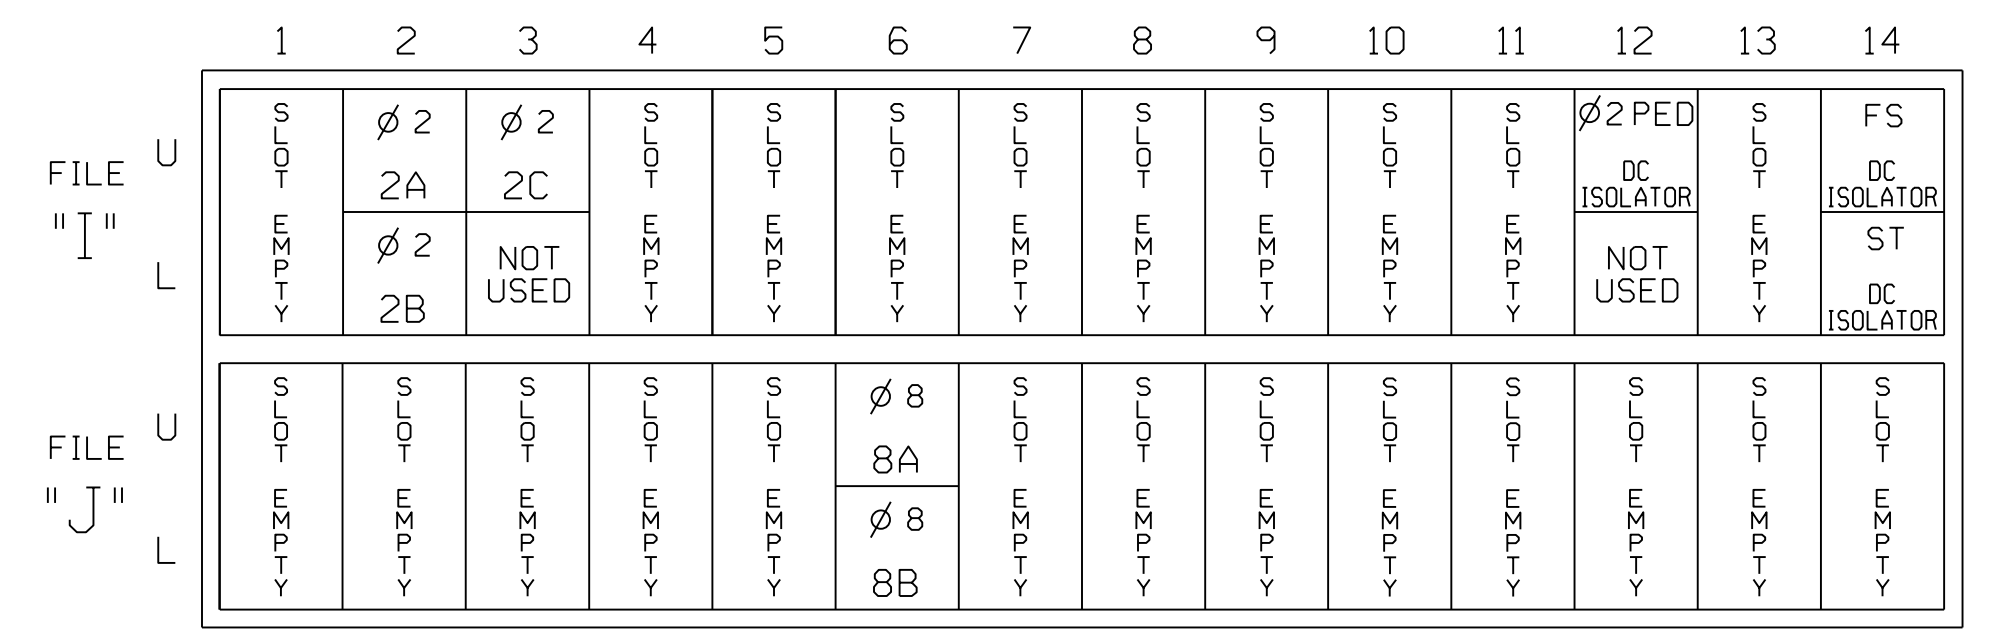 1 2 3 4 5 6 7 8 9 10 11 12 13 14
FILE
"I"
U
L
SLOT EMPTY
Ø 2
2A
Ø 2
2B
Ø 2
2C
NOT
USED
SLOT EMPTY
SLOT EMPTY
SLOT EMPTY
SLOT EMPTY
SLOT EMPTY
SLOT EMPTY
SLOT EMPTY
SLOT EMPTY
Ø2 PED
DC
ISOLATOR
NOT
USED
SLOT EMPTY
FS
DC
ISOLATOR
ST
DC
ISOLATOR
FILE
"J"
U
L
SLOT EMPTY
SLOT EMPTY
SLOT EMPTY
SLOT EMPTY
SLOT EMPTY
Ø 8
8A
Ø 8
8B
SLOT EMPTY
SLOT EMPTY
SLOT EMPTY
SLOT EMPTY
SLOT EMPTY
SLOT EMPTY
SLOT EMPTY
SLOT EMPTY